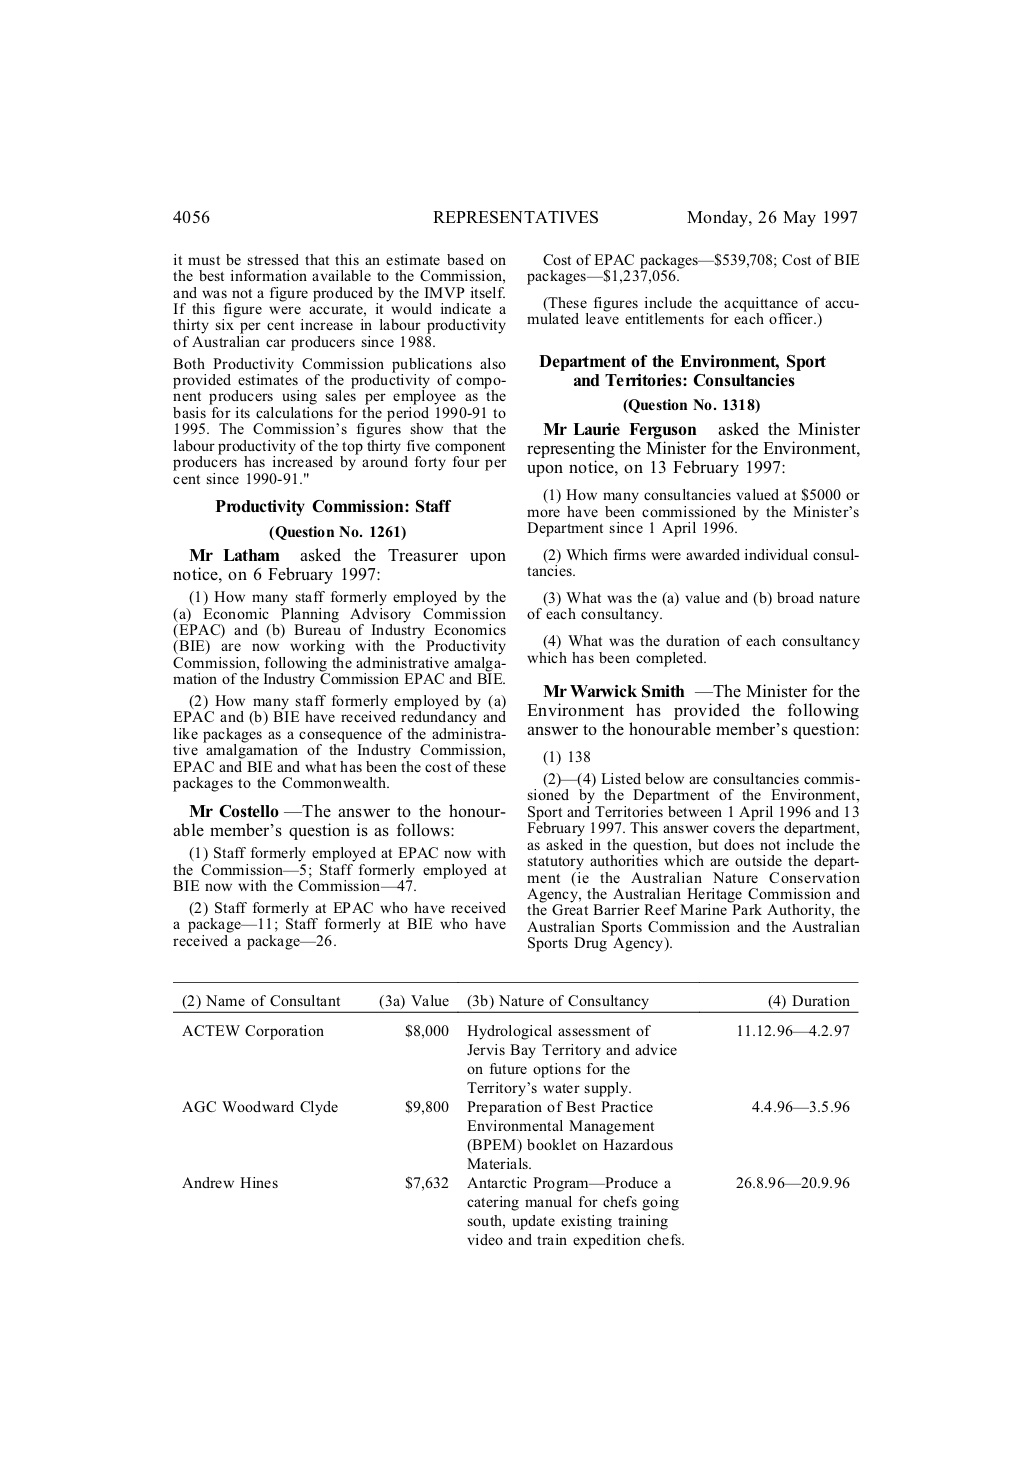 4056 REPRESENTATIVES Monday, 26 May 1997
it must be stressed that this an estimate based on
the best information available to the Commission,
and was not a figure produced by the IMVP itself.
If this figure were accurate, it would indicate a
thirty six per cent increase in labour productivity
of Australian car producers since 1988.
Both Productivity Commission publications also
provided estimates of the productivity of compo-
nent producers using sales per employee as the
basis for its calculations for the period 1990-91 to
1995. The Commission's figures show that the
labour productivity of the top thirty five component
producers has increased by around forty four per
cent since 1990-91."
Productivity Commission: Staff
(Question No. 1261)
Mr Latham asked the Treasurer upon
notice, on 6 February 1997:
(1) How many staff formerly employed by the
(a) Economic Planning Advisory Commission
(EPAC) and (b) Bureau of Industry Economics
(BIE) are now working with the Productivity
Commission, following the administrative amalga-
mation of the Industry Commission EPAC and BIE.
(2) How many staff formerly employed by (a)
EPAC and (b) BIE have received redundancy and
like packages as a consequence of the administra-
tive amalgamation of the Industry Commission,
EPAC and BIE and what has been the cost of these
packages to the Commonwealth.
Mr Costello—The answer to the honour-
able member's question is as follows:
(1) Staff formerly employed at EPAC now with
the Commission—5; Staff formerly employed at
BIE now with the Commission—47.
(2) Staff formerly at EPAC who have received
a package—11; Staff formerly at BIE who have
received a package—26.
Cost of EPAC packages—$539,708; Cost of BIE
packages—$1,237,056.
(These figures include the acquittance of accu-
mulated leave entitlements for each officer.)
Department of the Environment, Sport
and Territories: Consultancies
(Question No. 1318)
Mr Laurie Ferguson asked the Minister
representing the Minister for the Environment,
upon notice, on 13 February 1997:
(1) How many consultancies valued at $5000 or
more have been commissioned by the Minister's
Department since 1 April 1996.
(2) Which firms were awarded individual consul-
tancies.
(3) What was the (a) value and (b) broad nature
of each consultancy.
(4) What was the duration of each consultancy
which has been completed.
Mr Warwick Smith—The Minister for the
Environment has provided the following
answer to the honourable member's question:
(1) 138
(2)—(4) Listed below are consultancies commis-
sioned by the Department of the Environment,
Sport and Territories between 1 April 1996 and 13
February 1997. This answer covers the department,
as asked in the question, but does not include the
statutory authorities which are outside the depart-
ment (ie the Australian Nature Conservation
Agency, the Australian Heritage Commission and
the Great Barrier Reef Marine Park Authority, the
Australian Sports Commission and the Australian
Sports Drug Agency).
(2) Name of Consultant (3a) Value (3b) Nature of Consultancy (4) Duration
ACTEW Corporation $8,000 Hydrological assessment of 11.12.96—4.2.97
Jervis Bay Territory and advice
on future options for the
Territory's water supply.
AGC Woodward Clyde $9,800 Preparation of Best Practice 4.4.96—3.5.96
Environmental Management
(BPEM) booklet on Hazardous
Materials.
Andrew Hines $7,632 Antarctic Program—Produce a 26.8.96—20.9.96
catering manual for chefs going
south, update existing training
video and train expedition chefs.